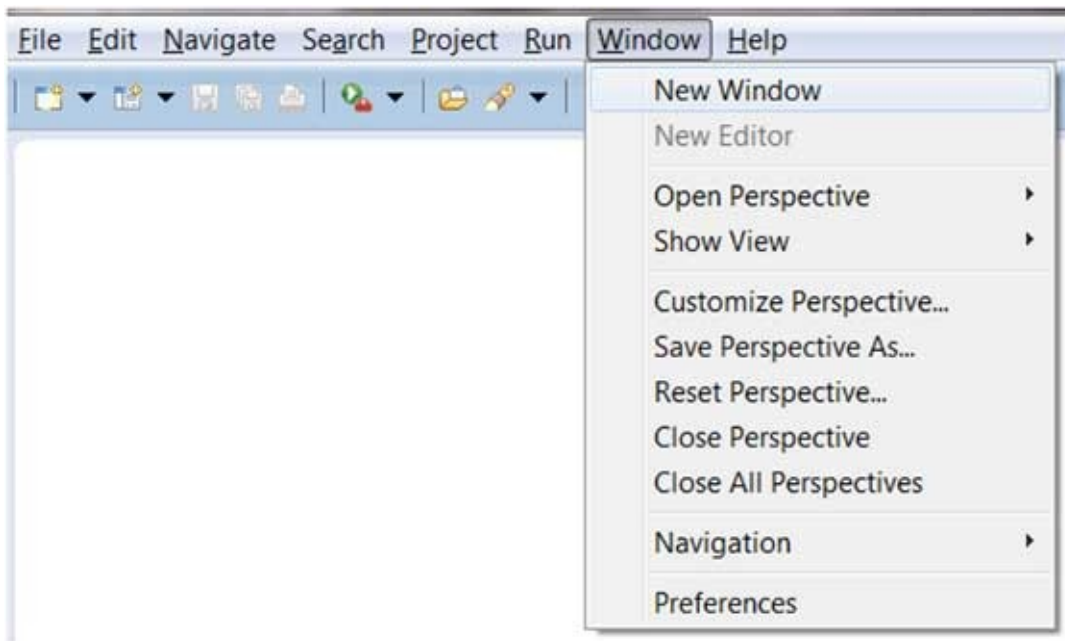 File Edit Navigate Search Project Run Window Help
New Window
New Editor
Open Perspective
Show View
Customize Perspective...
Save Perspective As...
Reset Perspective...
Close Perspective
Close All Perspectives
Navigation
Preferences